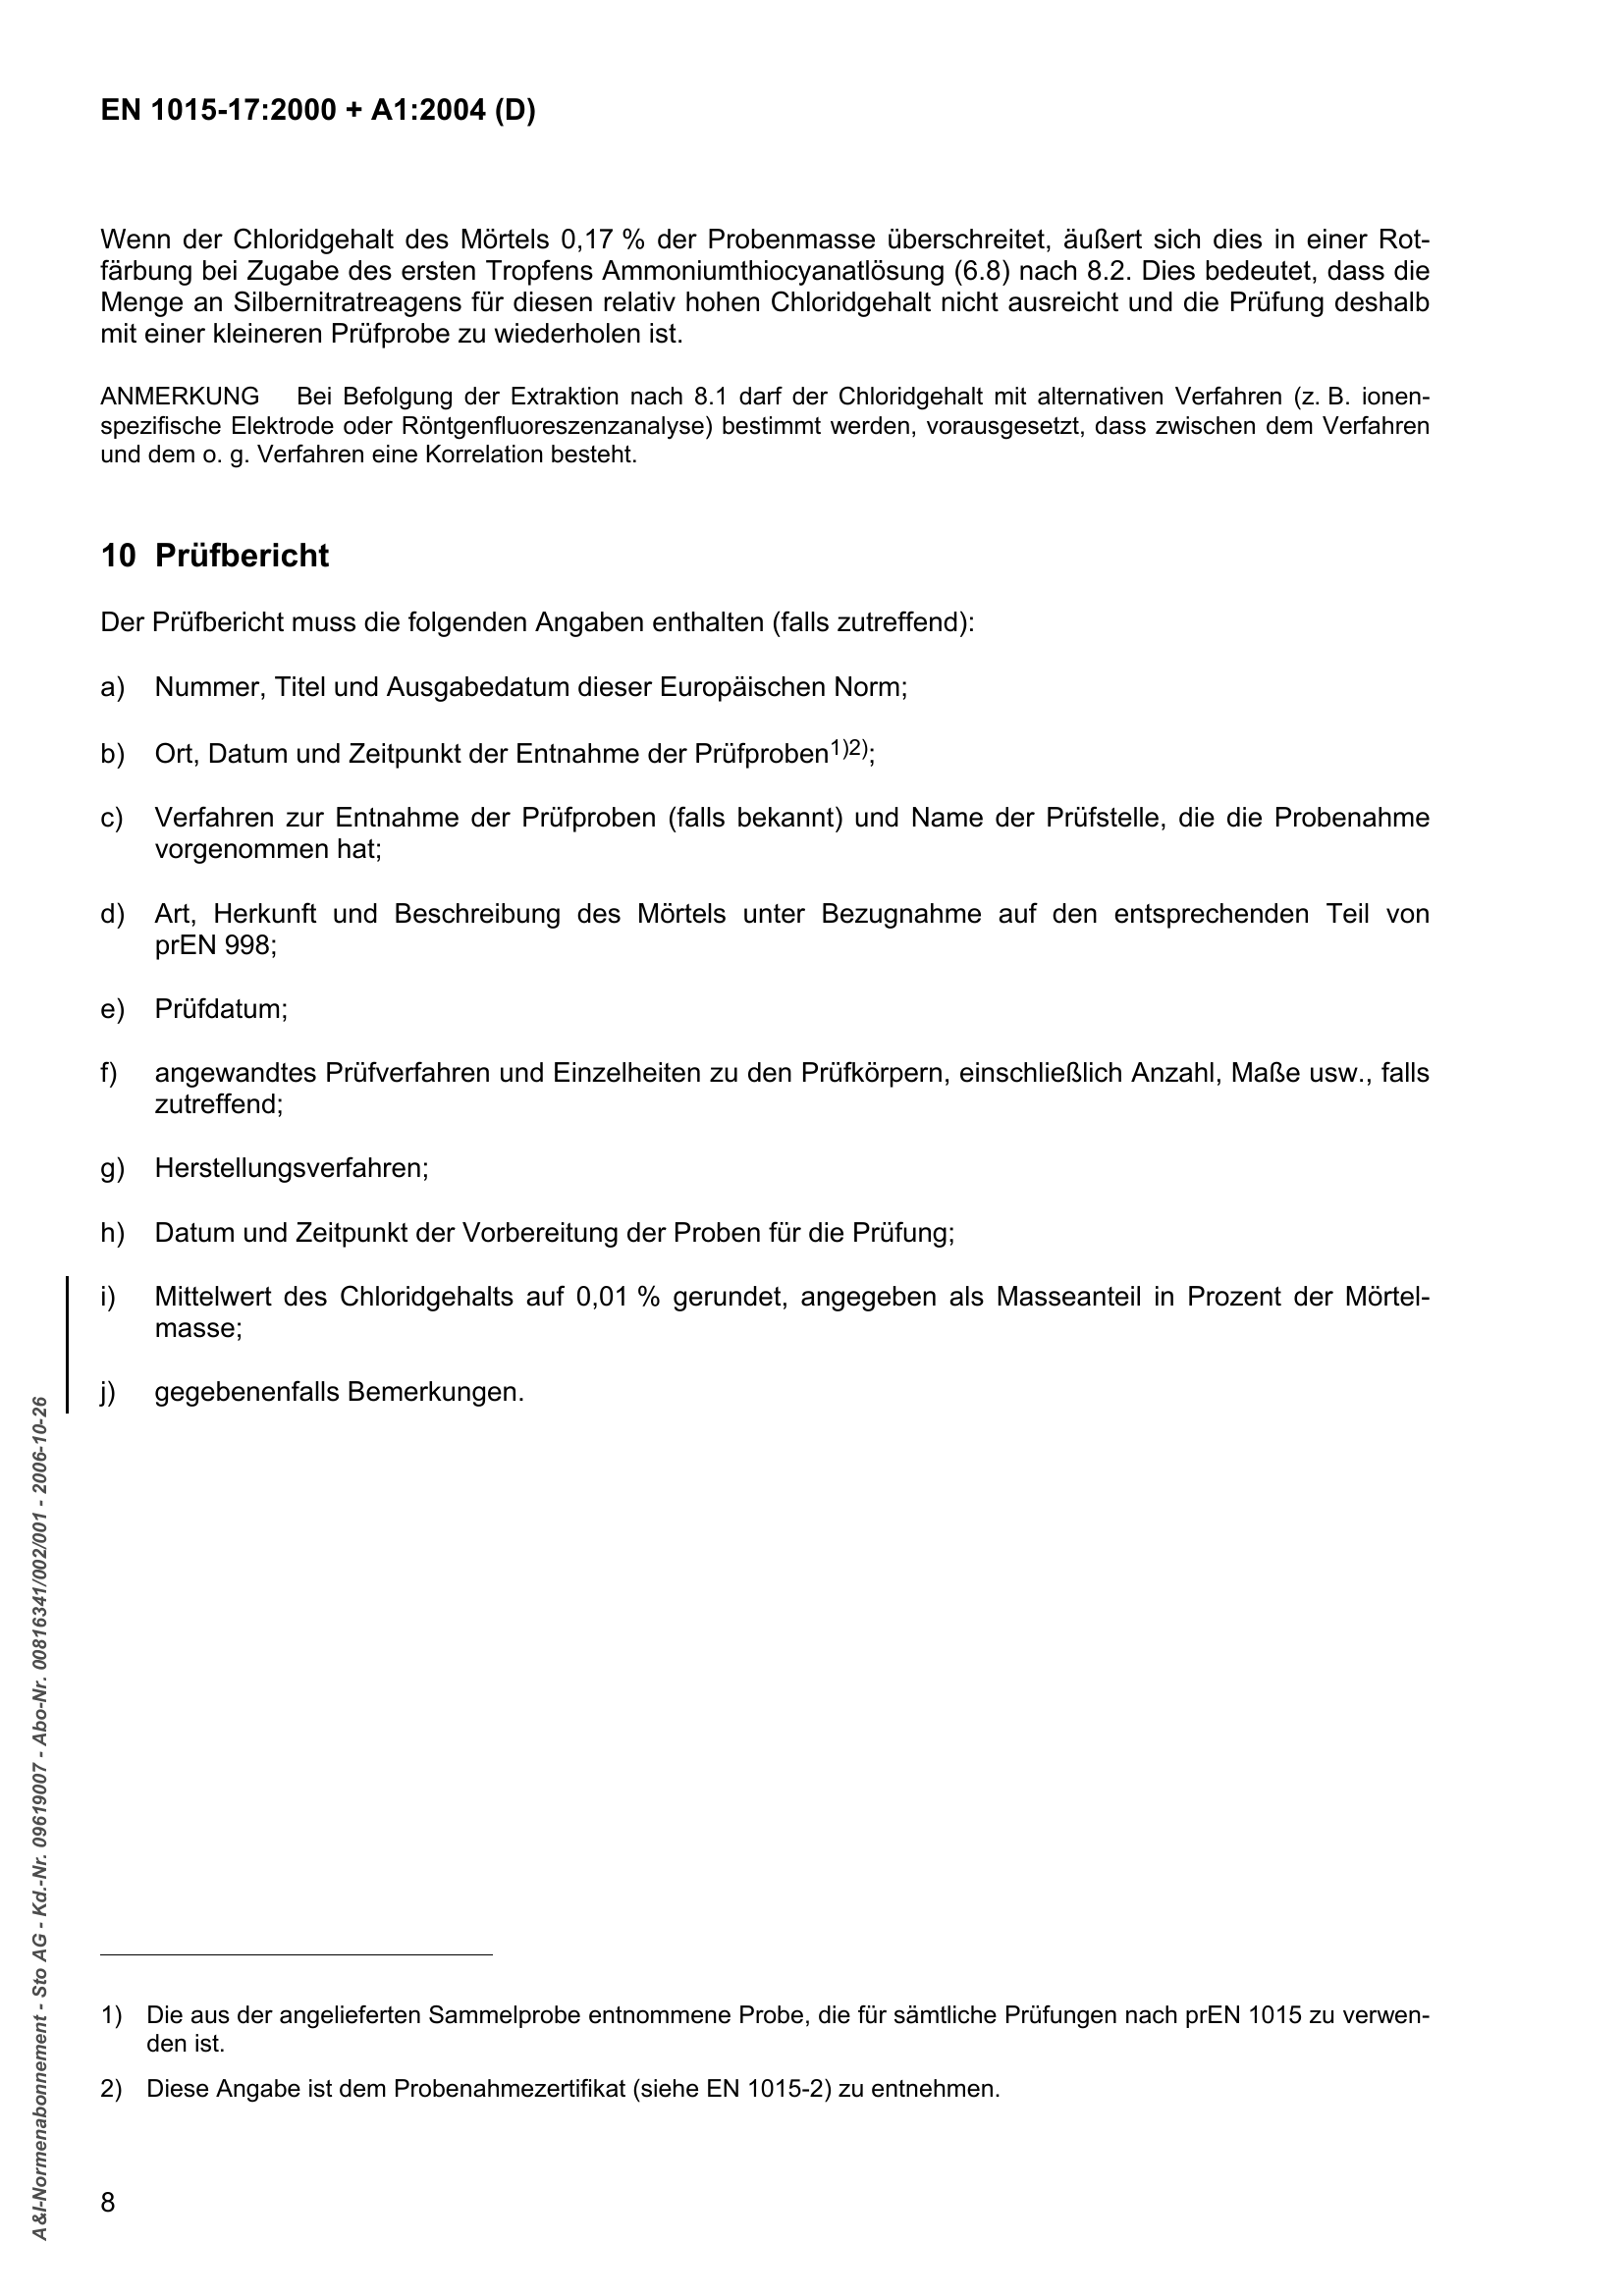 EN 1015-17:2000 + A1:2004 (D)
Wenn der Chloridgehalt des Mörtels 0,17 % der Probenmasse überschreitet, äußert sich dies in einer Rot-
färbung bei Zugabe des ersten Tropfens Ammoniumthiocyanatlösung (6.8) nach 8.2. Dies bedeutet, dass die
Menge an Silbernitratreagens für diesen relativ hohen Chloridgehalt nicht ausreicht und die Prüfung deshalb
mit einer kleineren Prüfprobe zu wiederholen ist.
ANMERKUNG Bei Befolgung der Extraktion nach 8.1 darf der Chloridgehalt mit alternativen Verfahren (z. B. ionen-
spezifische Elektrode oder Röntgenfluoreszenzanalyse) bestimmt werden, vorausgesetzt, dass zwischen dem Verfahren
und dem o. g. Verfahren eine Korrelation besteht.
10 Prüfbericht
Der Prüfbericht muss die folgenden Angaben enthalten (falls zutreffend):
a) Nummer, Titel und Ausgabedatum dieser Europäischen Norm;
b) Ort, Datum und Zeitpunkt der Entnahme der Prüfproben1)2);
c) Verfahren zur Entnahme der Prüfproben (falls bekannt) und Name der Prüfstelle, die die Probenahme
vorgenommen hat;
d) Art, Herkunft und Beschreibung des Mörtels unter Bezugnahme auf den entsprechenden Teil von
prEN 998;
e) Prüfdatum;
f) angewandtes Prüfverfahren und Einzelheiten zu den Prüfkörpern, einschließlich Anzahl, Maße usw., falls
zutreffend;
g) Herstellungsverfahren;
h) Datum und Zeitpunkt der Vorbereitung der Proben für die Prüfung;
i) Mittelwert des Chloridgehalts auf 0,01 % gerundet, angegeben als Masseanteil in Prozent der Mörtel-
masse;
j) gegebenenfalls Bemerkungen.
1) Die aus der angelieferten Sammelprobe entnommene Probe, die für sämtliche Prüfungen nach prEN 1015 zu verwen-
den ist.
2) Diese Angabe ist dem Probenahmezertifikat (siehe EN 1015-2) zu entnehmen.
8
A&I-Normenabonnement - Sto AG - Kd.-Nr. 09619007 - Abo-Nr. 00816341/002/001 - 2006-10-26